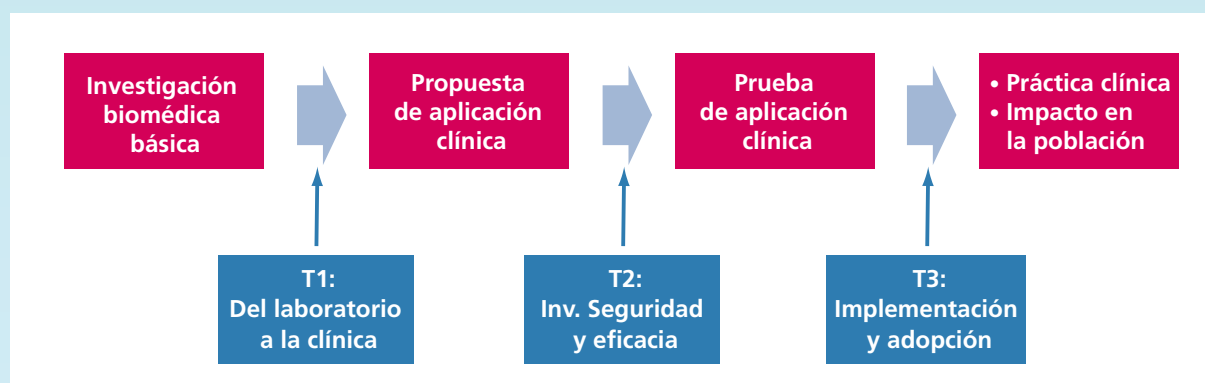 Investigación
biomédica
básica
Propuesta
de aplicación
clínica
Prueba
de aplicación
clínica
• Práctica clínica
• Impacto en
la población
T1:
Del laboratorio
a la clínica
T2:
Inv. Seguridad
y eficacia
T3:
Implementación
y adopción